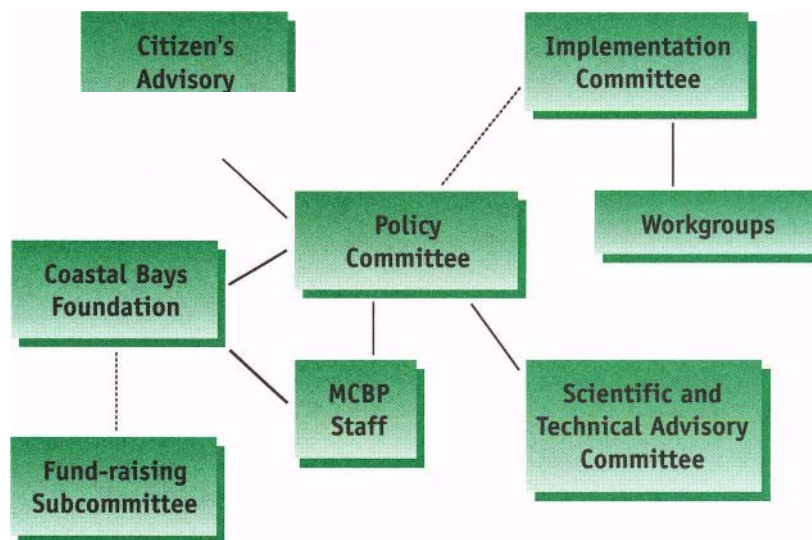 Citizen's
Advisory
Implementation
Committee
Policy
Committee
Workgroups
Coastal Bays
Foundation
MCBP
Staff
Scientific and
Technical Advisory
Committee
Fund-raising
Subcommittee